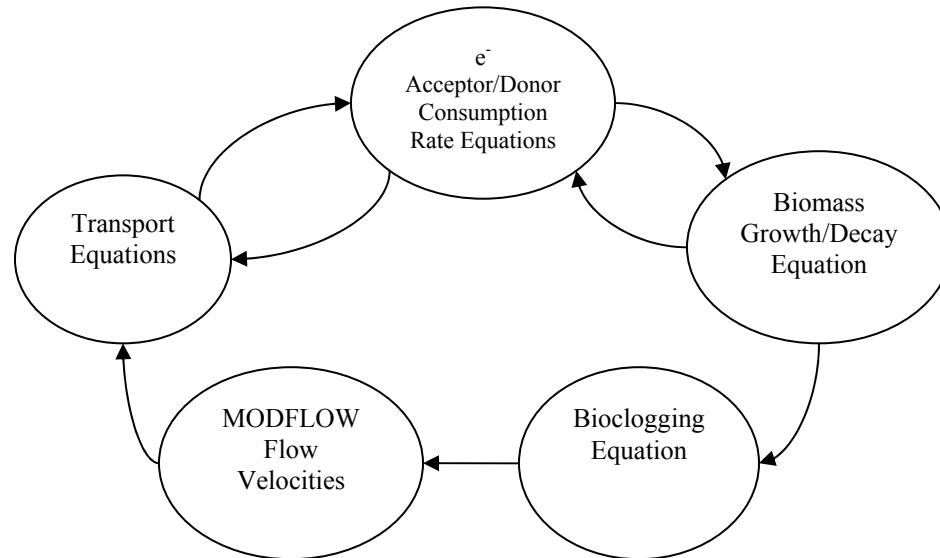 e-
Acceptor/Donor
Consumption
Rate Equations
Transport
Equations
Biomass
Growth/Decay
Equation
MODFLOW
Flow
Velocities
Bioclogging
Equation